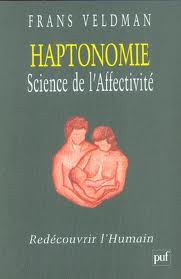 FRANS VELDMAN
HAPTONOMIE
Science de l'Affectivité
Redécouvrir l'Humain
puf